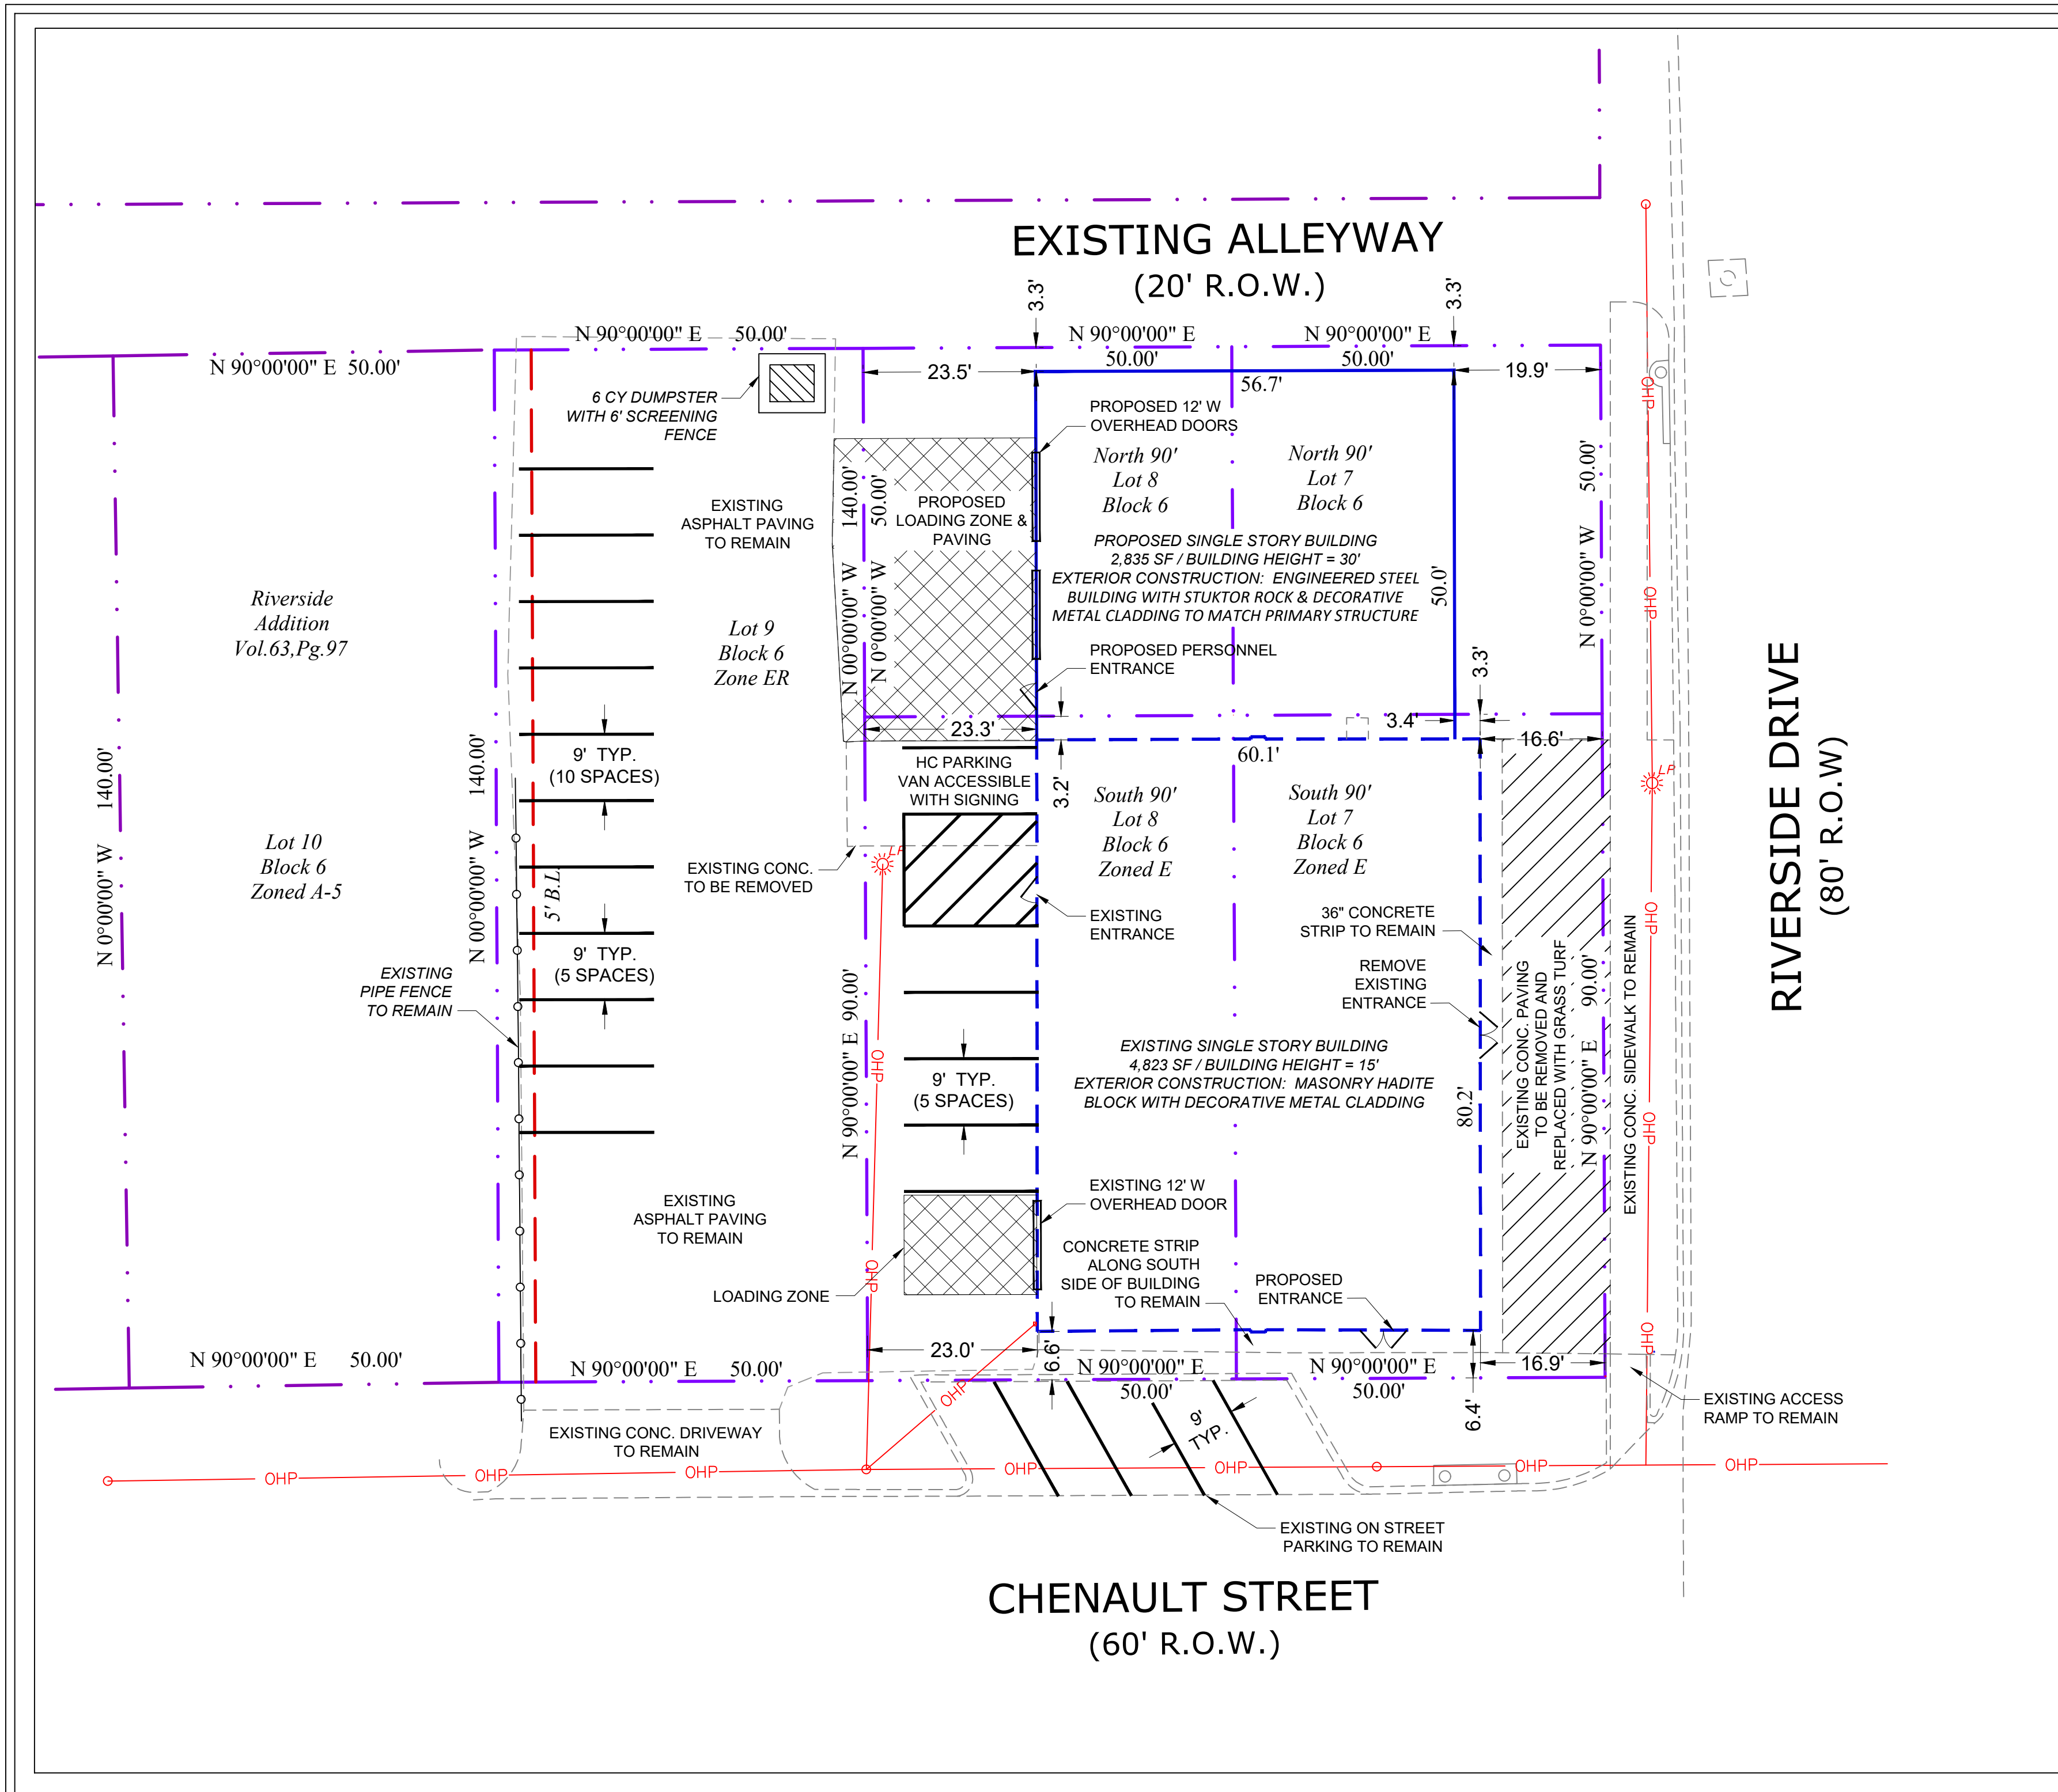 EXISTING ALLEYWAY
(20' R.O.W.)
3.3'
3.3'
N 90°00'00" E 50.00'
N 90°00'00" E 50.00'
N 90°00'00" E
50.00'
N 90°00'00" E
50.00'
23.5'
56.7'
19.9'
6 CY DUMPSTER
WITH 6' SCREENING
FENCE
PROPOSED 12' W
OVERHEAD DOORS
North 90'
Lot 8
Block 6
North 90'
Lot 7
Block 6
N 0°00'00" W 50.00'
OHP
EXISTING
ASPHALT PAVING
TO REMAIN
N 00°00'00" W 140.00'
N 0°00'00" W 50.00'
PROPOSED
LOADING ZONE &
PAVING
PROPOSED SINGLE STORY BUILDING
2,835 SF / BUILDING HEIGHT = 30'
EXTERIOR CONSTRUCTION: ENGINEERED STEEL
BUILDING WITH STUKTOR ROCK & DECORATIVE
METAL CLADDING TO MATCH PRIMARY STRUCTURE
50.0'
OHP
Riverside
Addition
Vol.63,Pg.97
Lot 9
Block 6
Zone ER
PROPOSED PERSONNEL
ENTRANCE
3.3'
23.3'
3.4'
16.6'
60.1'
3.2'
9' TYP.
(10 SPACES)
HC PARKING
VAN ACCESSIBLE
WITH SIGNING
LP
South 90'
Lot 8
Block 6
Zoned E
South 90'
Lot 7
Block 6
Zoned E
N 0°00'00" W 140.00'
Lot 10
Block 6
Zoned A-5
N 00°00'00" W 140.00'
5' B.L.
EXISTING CONC.
TO BE REMOVED
LP
EXISTING
ENTRANCE
36" CONCRETE
STRIP TO REMAIN
RIVERSIDE DRIVE
(80' R.O.W)
9' TYP.
(5 SPACES)
EXISTING
PIPE FENCE
TO REMAIN
REMOVE
EXISTING
ENTRANCE
EXISTING CONC. PAVING
TO BE REMOVED AND
REPLACED WITH GRASS TURF
N 90°00'00" E 90.00'
EXISTING CONC. SIDEWALK TO REMAIN
OHP
OHP
N 90°00'00" E 90.00'
OHP
EXISTING SINGLE STORY BUILDING
4,823 SF / BUILDING HEIGHT = 15'
EXTERIOR CONSTRUCTION: MASONRY HADITE
BLOCK WITH DECORATIVE METAL CLADDING
80.2'
9' TYP.
(5 SPACES)
EXISTING
ASPHALT PAVING
TO REMAIN
EXISTING 12' W
OVERHEAD DOOR
CONCRETE STRIP
ALONG SOUTH
SIDE OF BUILDING
TO REMAIN
PROPOSED
ENTRANCE
LOADING ZONE
OHP
OHP
23.0'
6.6'
16.9'
N 90°00'00" E 50.00'
N 90°00'00" E 50.00'
N 90°00'00" E
50.00'
N 90°00'00" E
50.00'
6.4'
OHP
9'
TYP.
EXISTING ACCESS
RAMP TO REMAIN
EXISTING CONC. DRIVEWAY
TO REMAIN
OHP
OHP
OHP
OHP
OHP
OHP
OHP
EXISTING ON STREET
PARKING TO REMAIN
CHENAULT STREET
(60' R.O.W.)